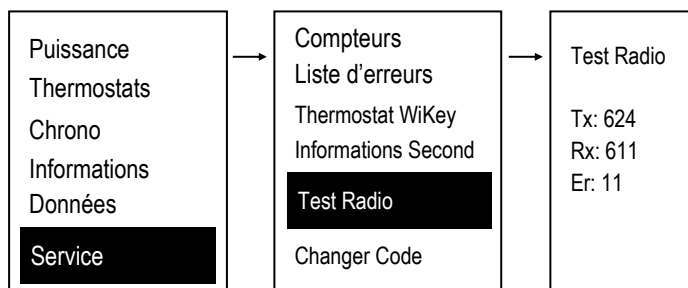 Puissance
Thermostats
Chrono
Informations
Données
Service
Compteurs
Liste d’erreurs
Thermostat WiKey
Informations Second
Test Radio
Changer Code
Test Radio
Tx: 624
Rx: 611
Er: 11